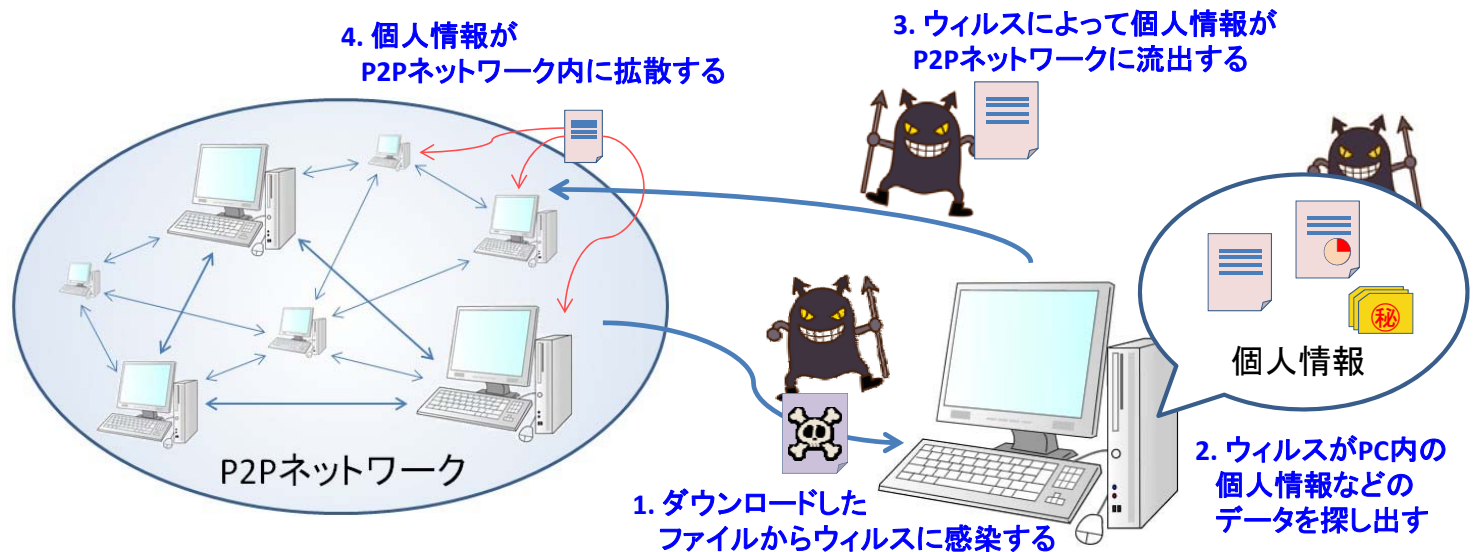 4. 個人情報が
P2Pネットワーク内に拡散する
3. ウィルスによって個人情報が
P2Pネットワークに流出する
秘
個人情報
P2Pネットワーク
2. ウィルスがPC内の
個人情報などの
データを探し出す
1. ダウンロードした
ファイルからウィルスに感染する